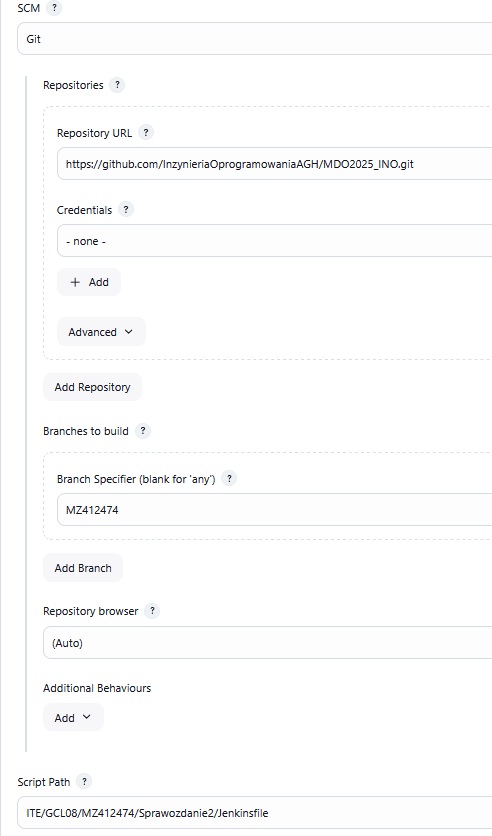 SCM ?
Git
Repositories ?
Repository URL ?
https://github.com/InzynieriaOprogramowaniaAGH/MDO2025_INO.git
Credentials ?
- none -
+ Add
Advanced
Add Repository
Branches to build ?
Branch Specifier (blank for 'any') ?
MZ412474
Add Branch
Repository browser ?
(Auto)
Additional Behaviours
Add
Script Path ?
ITE/GCL08/MZ412474/Sprawozdanie2/Jenkinsfile